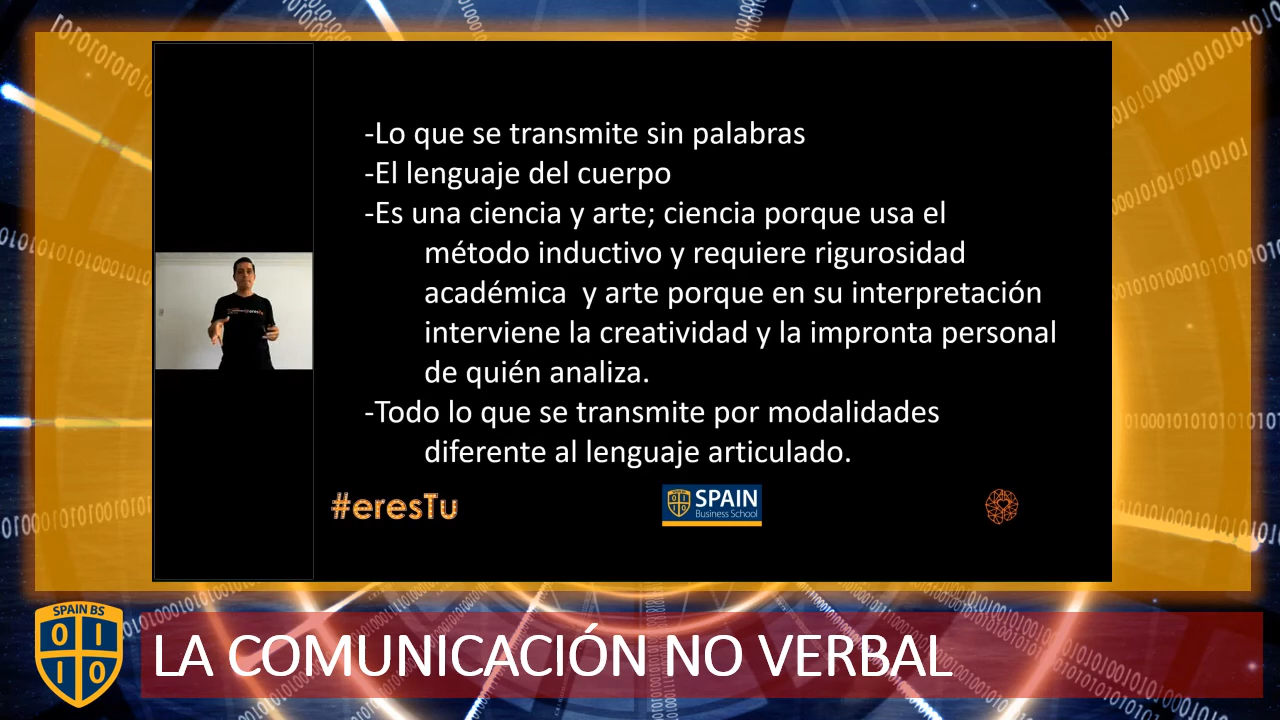 -Lo que se transmite sin palabras
-El lenguaje del cuerpo
-Es una ciencia y arte; ciencia porque usa el
método inductivo y requiere rigurosidad
académica y arte porque en su interpretación
interviene la creatividad y la impronta personal
de quién analiza.
-Todo lo que se transmite por modalidades
diferente al lenguaje articulado.
#eresTu
SPAIN
Business School
SPAIN BS
LA COMUNICACIÓN NO VERBAL